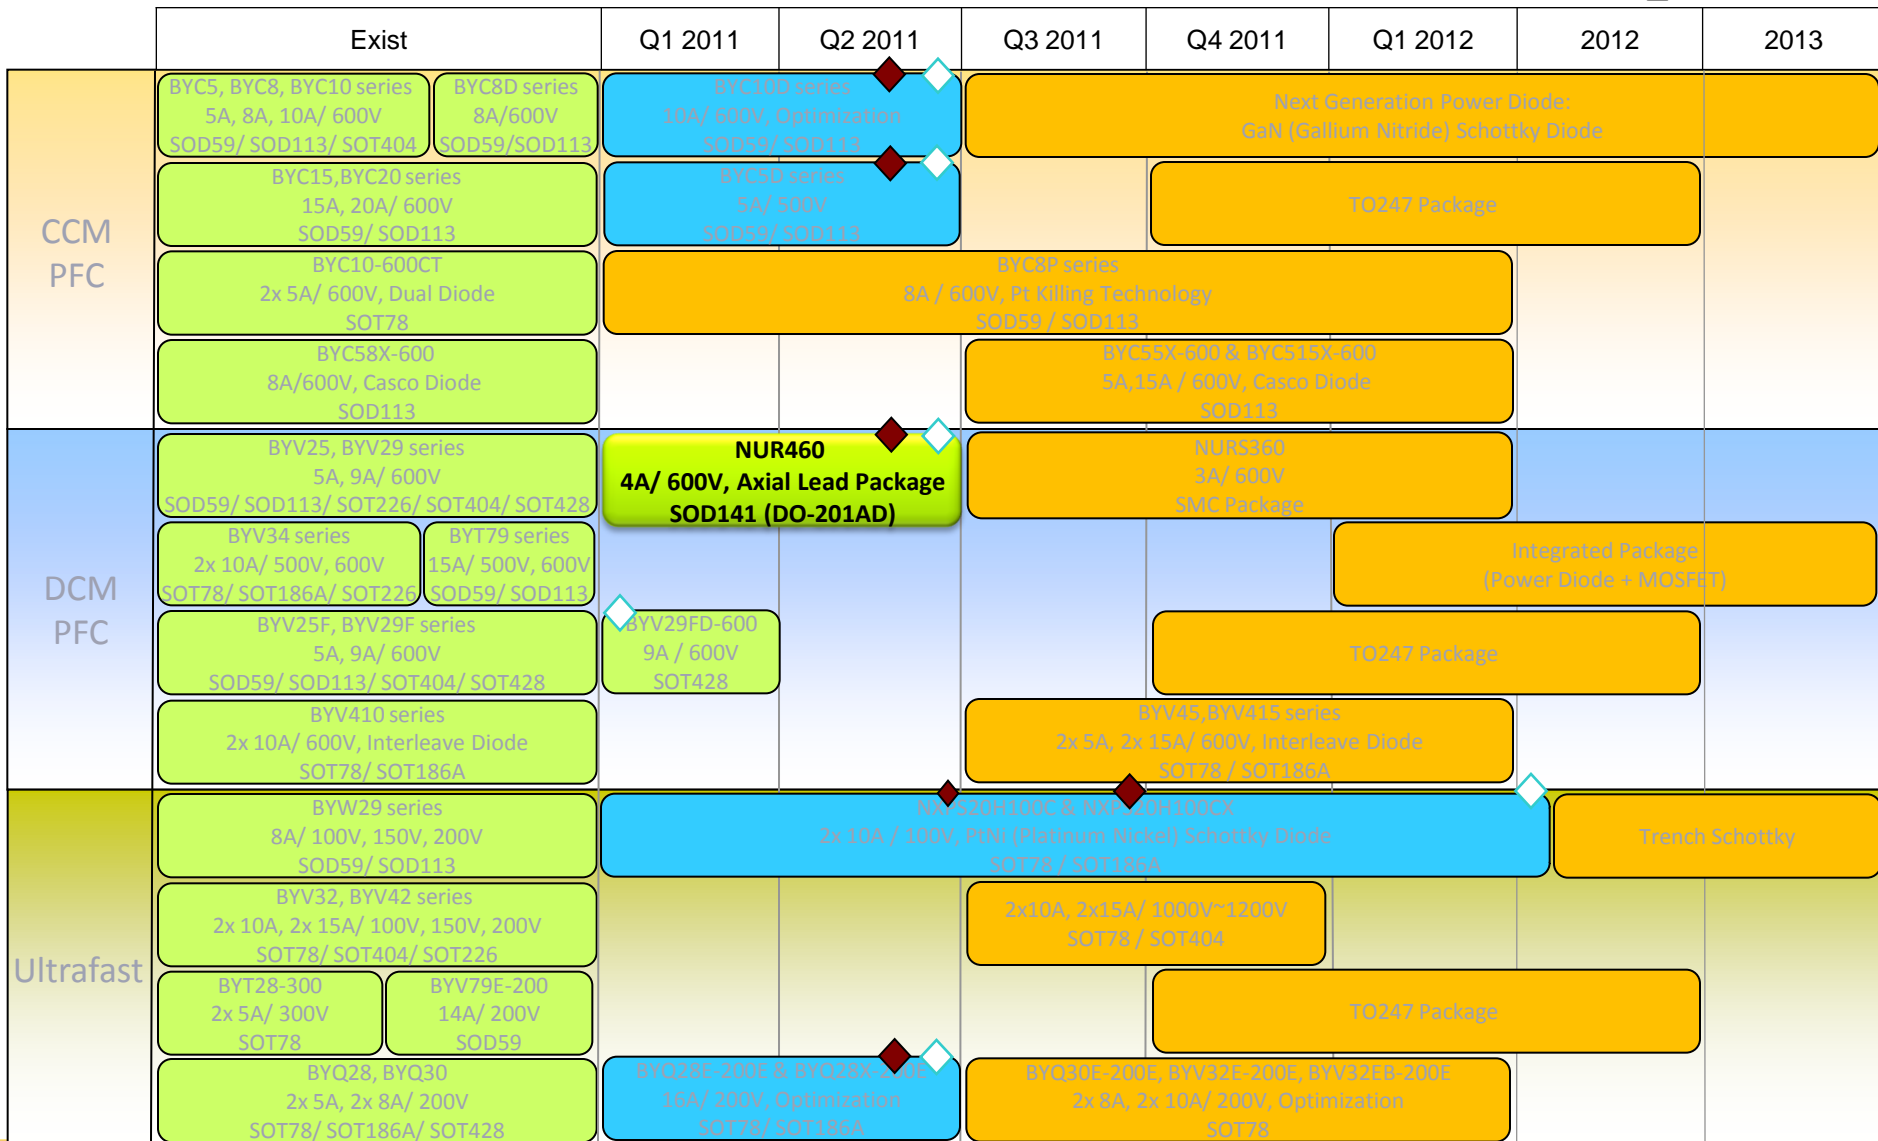 Exist
Q1 2011
Q2 2011
Q3 2011
Q4 2011
Q1 2012
2012
2013
CCM
PFC
BYC5, BYC8, BYC10 series
5A, 8A, 10A/ 600V
SOD59/ SOD113/ SOT404
BYC8D series
8A/600V
SOD59/SOD113
BYC10D series
10A/ 600V, Optimization
SOD59/ SOD113
Next Generation Power Diode:
GaN (Gallium Nitride) Schottky Diode
BYC15,BYC20 series
15A, 20A/ 600V
SOD59/ SOD113
BYC5D series
5A/ 500V
SOD59/ SOD113
TO247 Package
BYC10-600CT
2x 5A/ 600V, Dual Diode
SOT78
BYC8P series
8A / 600V, Pt Killing Technology
SOD59 / SOD113
BYC58X-600
8A/600V, Casco Diode
SOD113
BYC55X-600 & BYC515X-600
5A,15A / 600V, Casco Diode
SOD113
DCM
PFC
BYV25, BYV29 series
5A, 9A/ 600V
SOD59/ SOD113/ SOT226/ SOT404/ SOT428
NUR460
4A/ 600V, Axial Lead Package
SOD141 (DO-201AD)
NURS360
3A/ 600V
SMC Package
BYV34 series
2x 10A/ 500V, 600V
SOT78/ SOT186A/ SOT226
BYT79 series
15A/ 500V, 600V
SOD59/ SOD113
Integrated Package
(Power Diode + MOSFET)
BYV25F, BYV29F series
5A, 9A/ 600V
SOD59/ SOD113/ SOT404/ SOT428
BYV29FD-600
9A / 600V
SOT428
TO247 Package
BYV410 series
2x 10A/ 600V, Interleave Diode
SOT78/ SOT186A
BYV45,BYV415 series
2x 5A, 2x 15A/ 600V, Interleave Diode
SOT78 / SOT186A
Ultrafast
BYW29 series
8A/ 100V, 150V, 200V
SOD59/ SOD113
NXPS20H100C & NXPS20H100CX
2x 10A / 100V, PtNi (Platinum Nickel) Schottky Diode
SOT78 / SOT186A
Trench Schottky
BYV32, BYV42 series
2x 10A, 2x 15A/ 100V, 150V, 200V
SOT78/ SOT404/ SOT226
2x10A, 2x15A/ 1000V~1200V
SOT78 / SOT404
BYT28-300
2x 5A/ 300V
SOT78
BYV79E-200
14A/ 200V
SOD59
TO247 Package
BYQ28, BYQ30
2x 5A, 2x 8A/ 200V
SOT78/ SOT186A/ SOT428
BYQ28E-200E & BYQ28X-200E
16A/ 200V, Optimization
SOT78/ SOT186A
BYQ30E-200E, BYV32E-200E, BYV32EB-200E
2x 8A, 2x 10A/ 200V, Optimization
SOT78